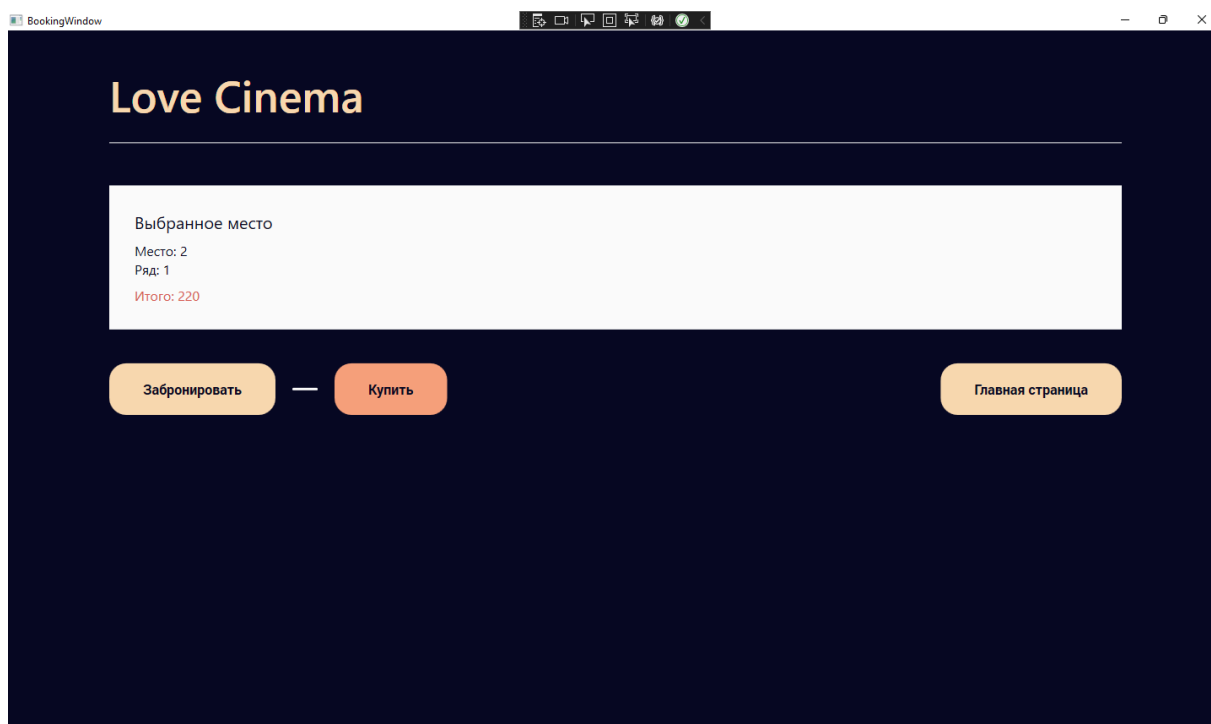 BookingWindow
Love Cinema
Выбранное место
Место: 2
Ряд: 1
Итого: 220
Забронировать
Купить
Главная страница